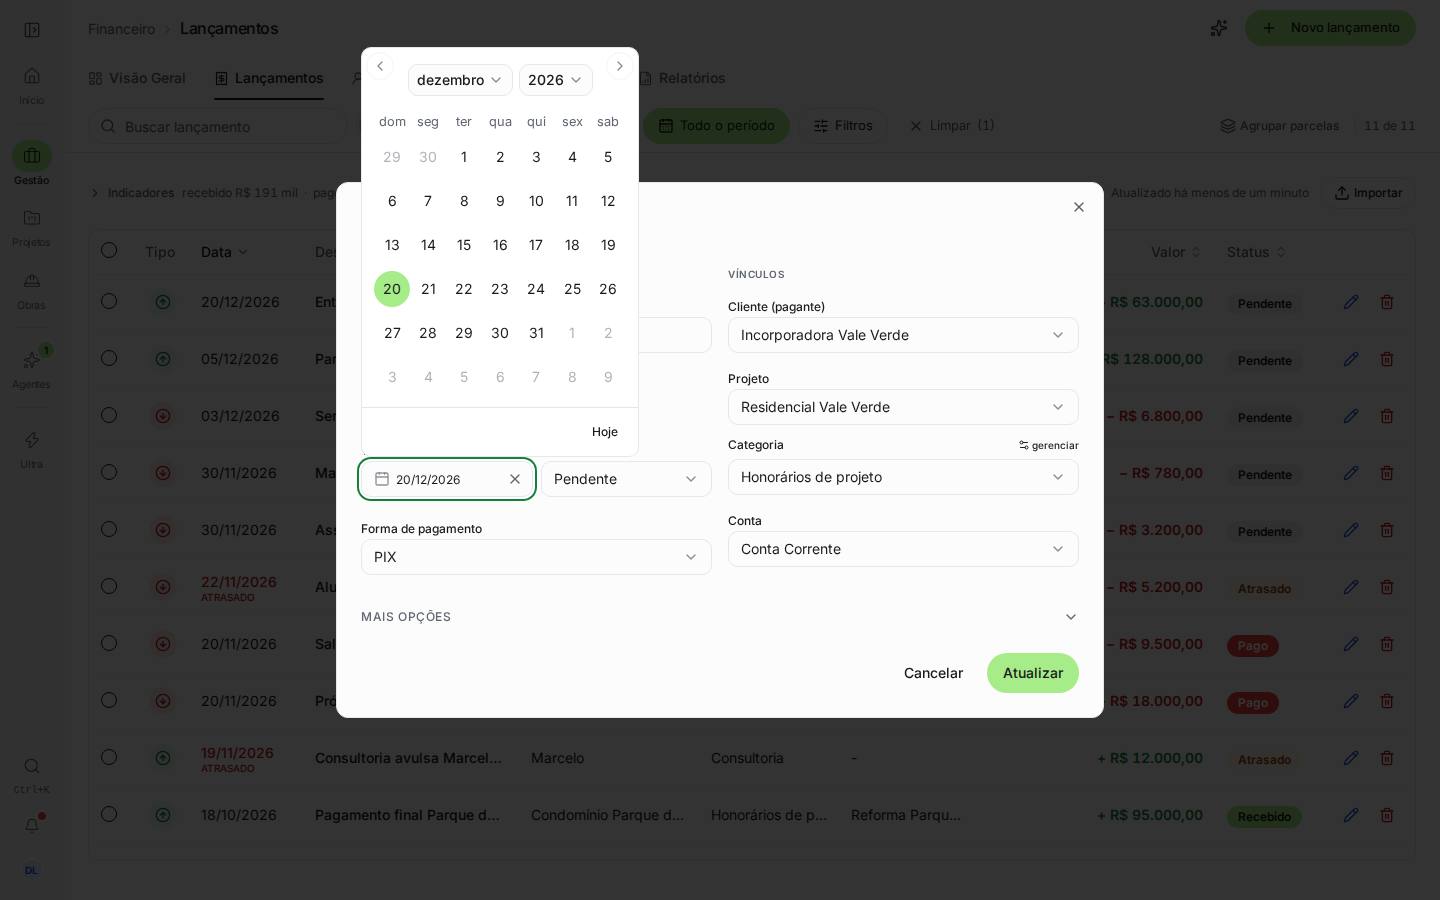 Financeiro > Lançamentos
Novo lançamento
Início
Gestão
Projetos
Obras
Agentes
1
Ultra
Ctrl+K
DL
Visão Geral
Lançamentos
Relatórios
Buscar lançamento
Todo o período
Filtros
Limpar (1)
Agrupar parcelas
11 de 11
Indicadores recebido R$ 191 mil ·
Atualizado há menos de um minuto
Importar
Tipo Data Valor Status
20/12/2026 R$ 63.000,00 Pendente
05/12/2026 R$ 128.000,00 Pendente
03/12/2026 – R$ 6.800,00 Pendente
30/11/2026 – R$ 780,00 Pendente
30/11/2026 – R$ 3.200,00 Pendente
22/11/2026 – R$ 5.200,00 Atrasado
ATRASADO
20/11/2026 – R$ 9.500,00 Pago
20/11/2026 R$ 18.000,00 Pago
19/11/2026 Consultoria avulsa Marcel... Marcelo Consultoria - + R$ 12.000,00 Atrasado
ATRASADO
18/10/2026 Pagamento final Parque d... Condomínio Parque d... Honorários de p... Reforma Parqu... + R$ 95.000,00 Recebido
dezembro 2026
dom seg ter qua qui sex sab
29 30 1 2 3 4 5
6 7 8 9 10 11 12
13 14 15 16 17 18 19
20 21 22 23 24 25 26
27 28 29 30 31 1 2
3 4 5 6 7 8 9
Hoje
20/12/2026
Pendente
Forma de pagamento
PIX
VÍNCULOS
Cliente (pagante)
Incorporadora Vale Verde
Projeto
Residencial Vale Verde
Categoria
gerenciar
Honorários de projeto
Conta
Conta Corrente
MAIS OPÇÕES
Cancelar
Atualizar